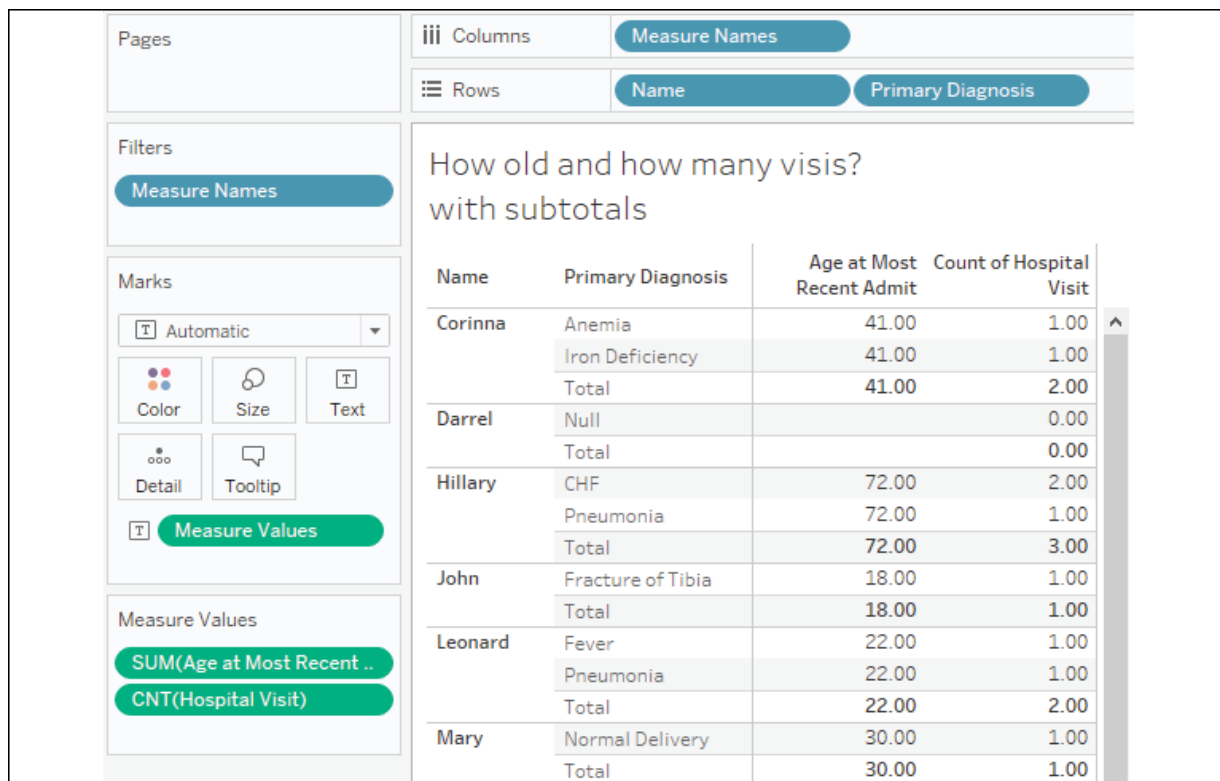 Pages
Columns Measure Names
Rows Name Primary Diagnosis
Filters
Measure Names
How old and how many visis?
with subtotals
Marks
T Automatic
Color Size T Text
Detail Tooltip
T Measure Values
Measure Values
SUM(Age at Most Recent ..
CNT(Hospital Visit)
Name Primary Diagnosis Age at Most Recent Admit Count of Hospital Visit
Corinna Anemia 41.00 1.00
Iron Deficiency 41.00 1.00
Total 41.00 2.00
Darrel Null 0.00
Total 0.00
Hillary CHF 72.00 2.00
Pneumonia 72.00 1.00
Total 72.00 3.00
John Fracture of Tibia 18.00 1.00
Total 18.00 1.00
Leonard Fever 22.00 1.00
Pneumonia 22.00 1.00
Total 22.00 2.00
Mary Normal Delivery 30.00 1.00
Total 30.00 1.00